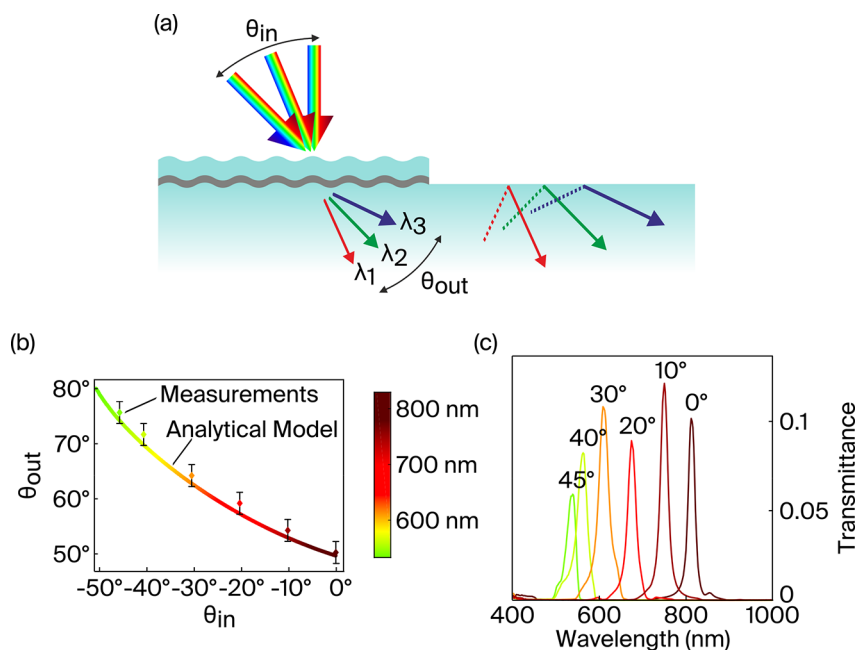 (a)
θin
λ3
λ2
λ1
θout
(b)
80°
70°
60°
50°
θout
Measurements
Analytical Model
-50° -40° -30° -20° -10° 0°
θin
800 nm
700 nm
600 nm
(c)
10°
30°
0°
40°
20°
45°
0.1
0.05
0
Transmittance
400 600 800 1000
Wavelength (nm)